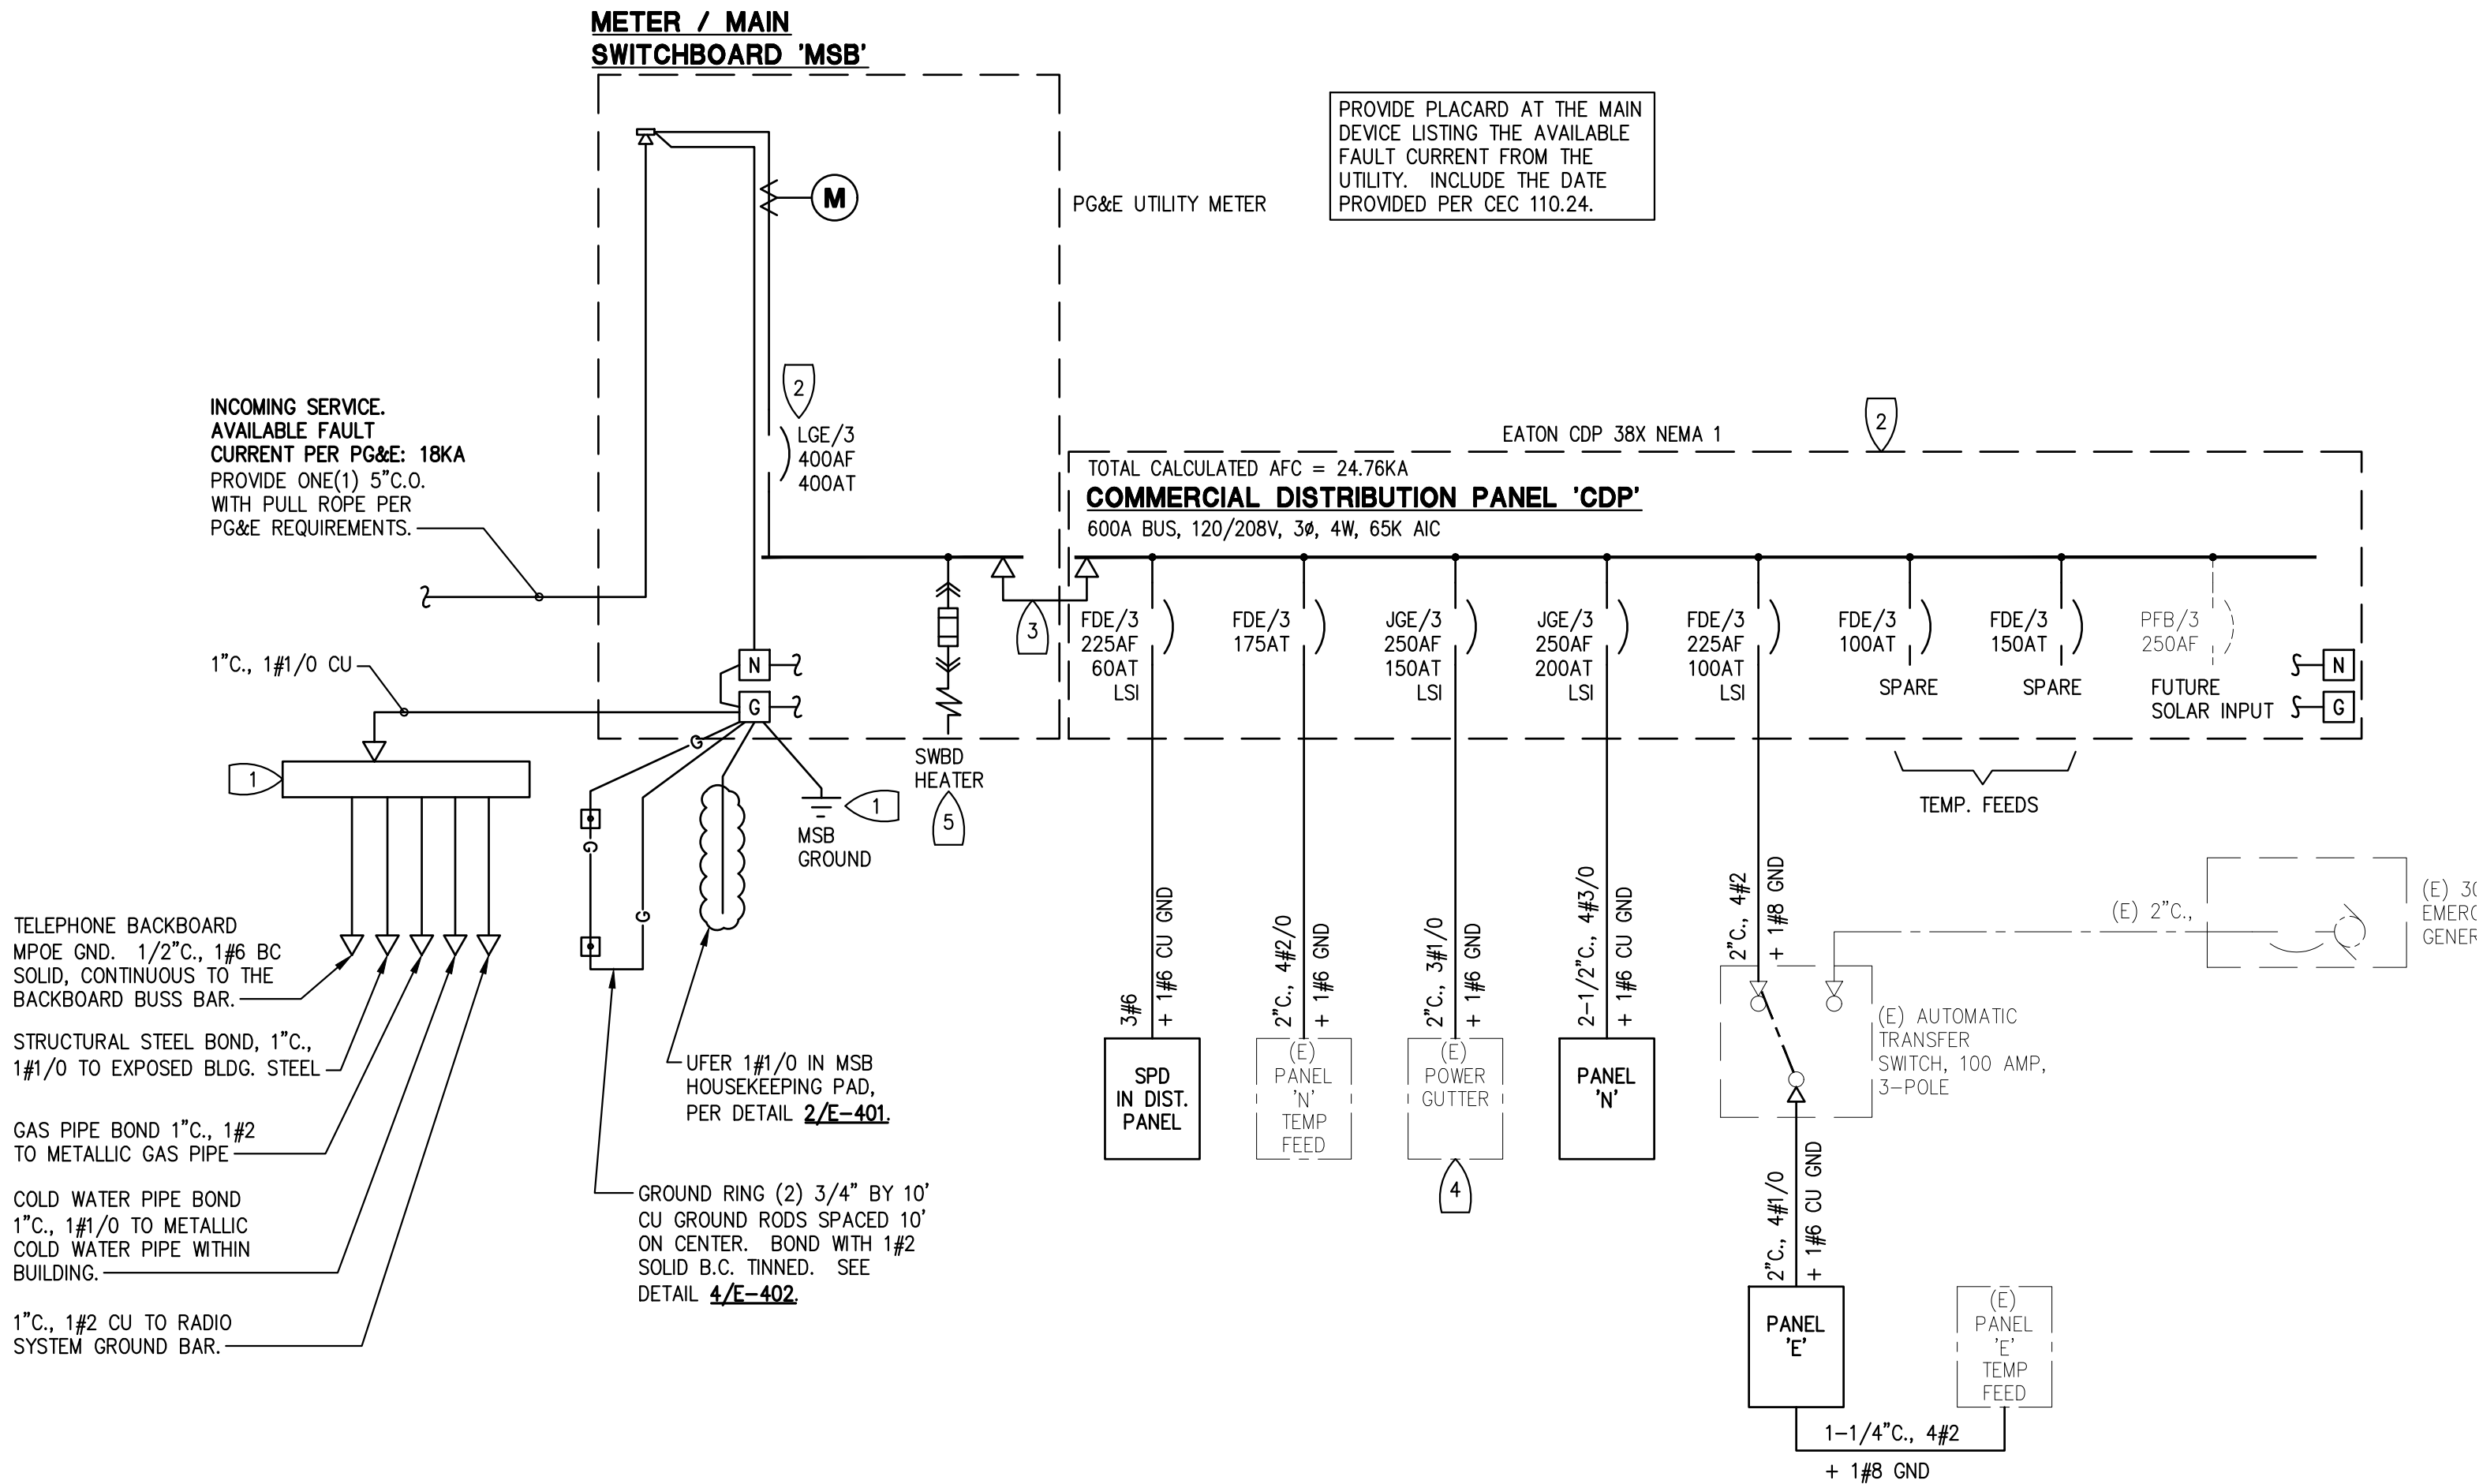 METER / MAIN
SWITCHBOARD 'MSB'
PROVIDE PLACARD AT THE MAIN
DEVICE LISTING THE AVAILABLE
FAULT CURRENT FROM THE
UTILITY. INCLUDE THE DATE
PROVIDED PER CEC 110.24.
M
PG&E UTILITY METER
2
LGE/3
400AF
400AT
INCOMING SERVICE.
AVAILABLE FAULT
CURRENT PER PG&E: 18KA
PROVIDE ONE(1) 5"C.O.
WITH PULL ROPE PER
PG&E REQUIREMENTS.
EATON CDP 38X NEMA 1
2
TOTAL CALCULATED AFC = 24.76KA
COMMERCIAL DISTRIBUTION PANEL 'CDP'
600A BUS, 120/208V, 3ø, 4W, 65K AIC
3
FDE/3
225AF
60AT
LSI
FDE/3
175AT
JGE/3
250AF
150AT
LSI
JGE/3
250AF
200AT
LSI
FDE/3
225AF
100AT
LSI
FDE/3
100AT
SPARE
FDE/3
150AT
SPARE
PFB/3
250AF
FUTURE
SOLAR INPUT
N
G
TEMP. FEEDS
1"C., 1#1/0 CU
N
G
G
G
G
1
SWBD
HEATER
5
MSB
GROUND
1
TELEPHONE BACKBOARD
MPOE GND. 1/2"C., 1#6 BC
SOLID, CONTINUOUS TO THE
BACKBOARD BUSS BAR.
STRUCTURAL STEEL BOND, 1"C.,
1#1/0 TO EXPOSED BLDG. STEEL
GAS PIPE BOND 1"C., 1#2
TO METALLIC GAS PIPE
COLD WATER PIPE BOND
1"C., 1#1/0 TO METALLIC
COLD WATER PIPE WITHIN
BUILDING.
1"C., 1#2 CU TO RADIO
SYSTEM GROUND BAR.
UFER 1#1/0 IN MSB
HOUSEKEEPING PAD,
PER DETAIL 2/E-401.
GROUND RING (2) 3/4" BY 10'
CU GROUND RODS SPACED 10'
ON CENTER. BOND WITH 1#2
SOLID B.C. TINNED. SEE
DETAIL 4/E-402.
3#6
+ 1#6 CU GND
2"C., 4#2/0
+ 1#6 GND
2"C., 3#1/0
+ 1#6 GND
2-1/2"C., 4#3/0
+ 1#6 CU GND
2"C., 4#2
+ 1#8 GND
SPD
IN DIST.
PANEL
(E)
PANEL
'N'
TEMP
FEED
(E)
POWER
GUTTER
4
PANEL
'N'
(E) AUTOMATIC
TRANSFER
SWITCH, 100 AMP,
3-POLE
(E) 2"C.,
(E)
2"C., 4#1/0
+ 1#6 CU GND
PANEL
'E'
(E)
PANEL
'E'
TEMP
FEED
1-1/4"C., 4#2
+ 1#8 GND